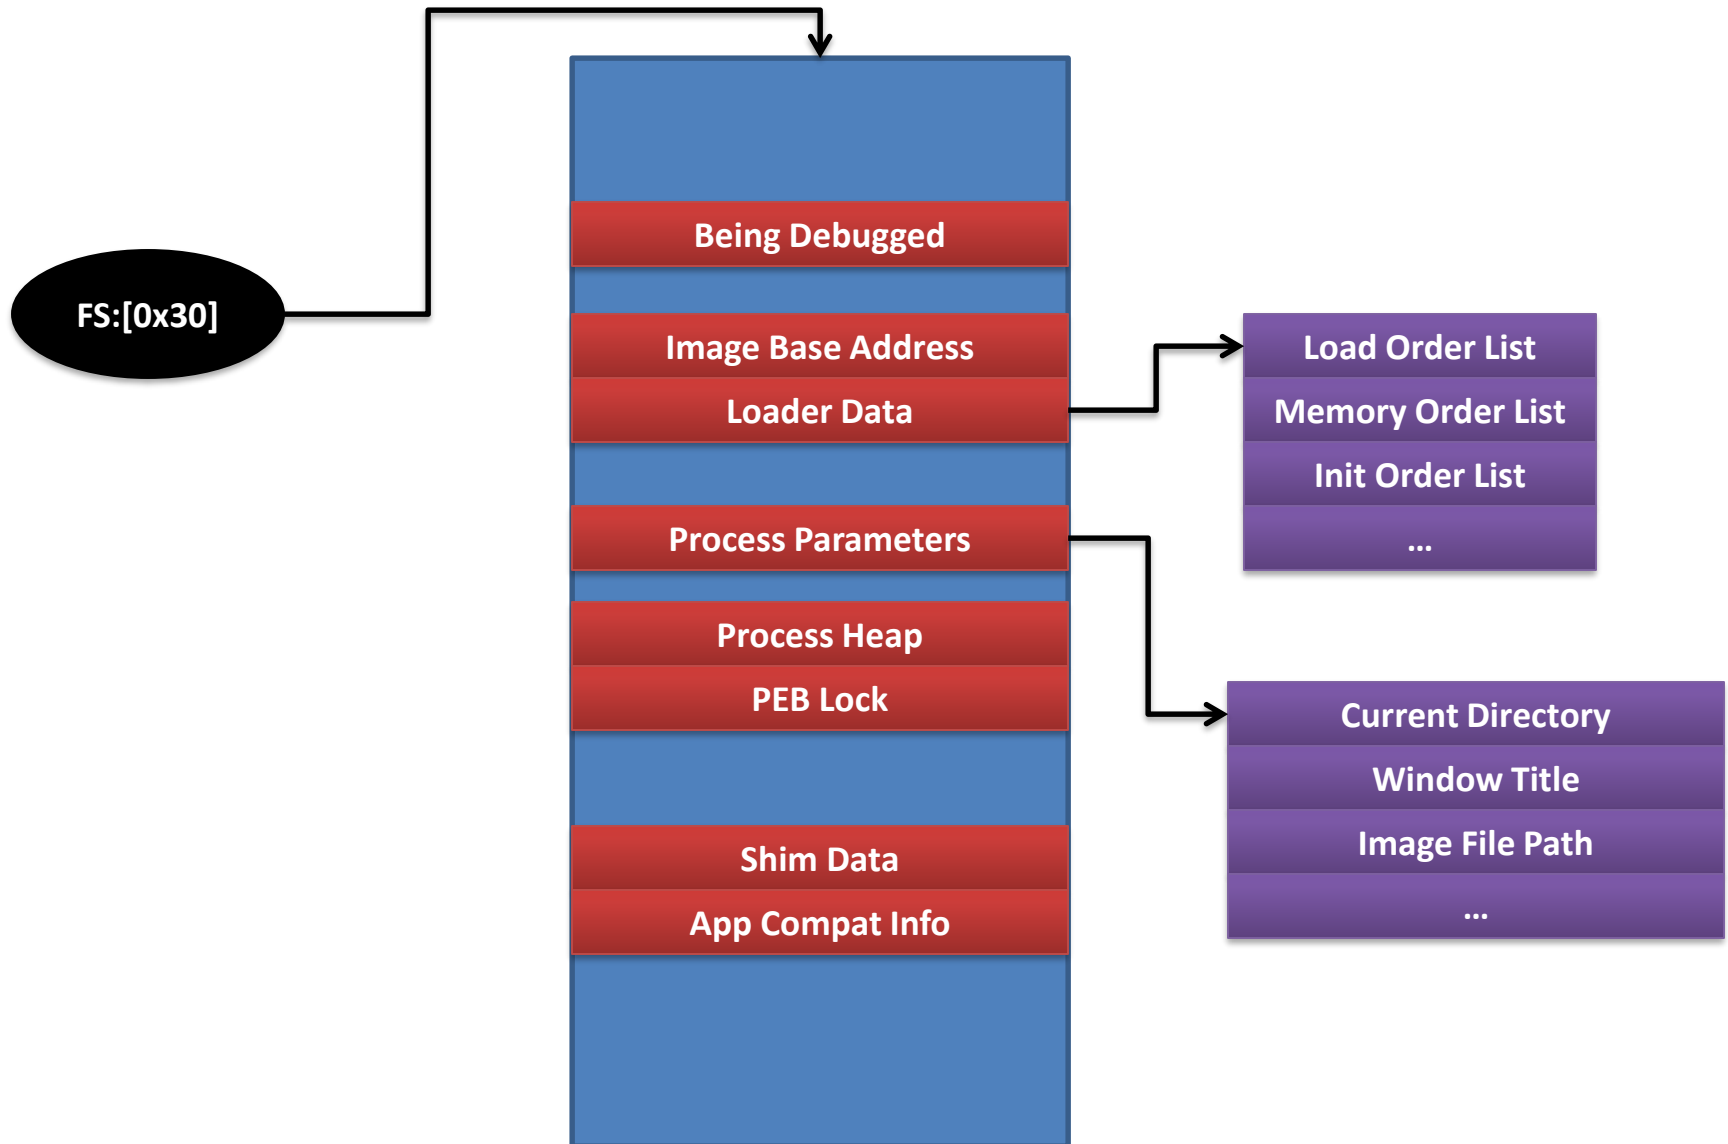 FS:[0x30]
Being Debugged
Image Base Address
Loader Data
Process Parameters
Process Heap
PEB Lock
Shim Data
App Compat Info
Load Order List
Memory Order List
Init Order List
...
Current Directory
Window Title
Image File Path
...